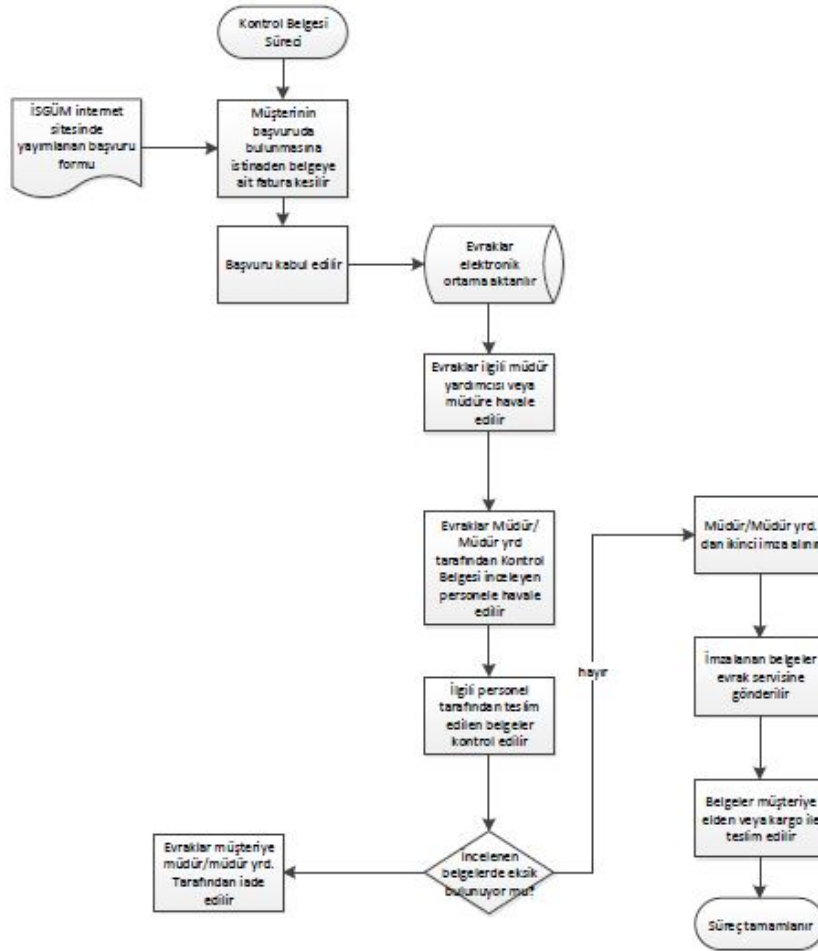 Kontrol Belgesi
Süreci
İSGÜM internet
sitesinde
yayımlanan başvuru
formu
Müşterinin
başvuruda
bulunmasına
istinaden belgeye
ait fatura kesilir
Başvuru kabul edilir
Evraklar
elektronik
ortama aktarılır
Evraklar ilgili müdür
yardımcısı veya
müdüre havale
edilir
Evraklar Müdür/
Müdür yrd
tarafından Kontrol
Belgesi inceleyen
personele havale
edilir
İlgili personel
tarafından teslim
edilen belgeler
kontrol edilir
İncelenen
belgelerde eksik
bulunuyor mu?
Evraklar müşteriye
müdür/müdür yrd.
Tarafından iade
edilir
hayır
Müdür/Müdür yrd.
dan ikinci imza alınır
İmzalanan belgeler
evrak servisine
gönderilir
Belgeler müşteriye
elden veya kargo ile
teslim edilir
Süreç tamamlanır